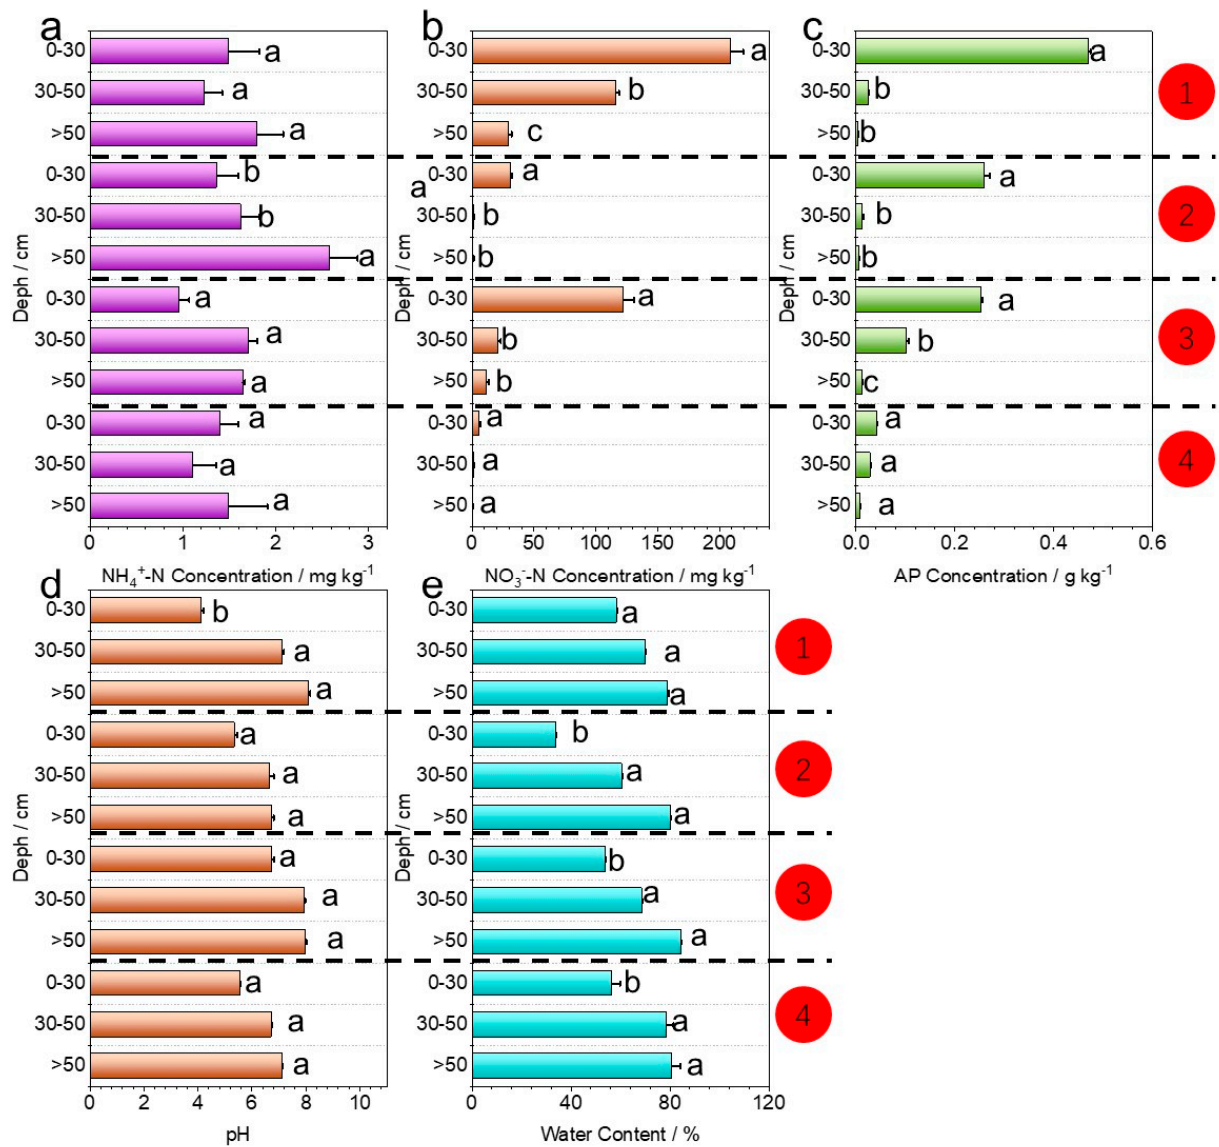 a
b
c
0-30
a
0-30
a
0-30
a
30-50
a
30-50
b
30-50
b
1
>50
a
>50
c
>50
b
0-30
b
a
0-30
a
0-30
a
30-50
b
30-50
b
30-50
b
2
>50
a
>50
b
>50
b
Deph / cm
Deph / cm
Deph / cm
0-30
a
0-30
a
0-30
a
30-50
a
30-50
b
30-50
b
3
>50
a
>50
b
>50
c
0-30
a
0-30
a
0-30
a
30-50
a
30-50
a
30-50
a
4
>50
a
>50
a
>50
a
0 1 2 3
0 50 100 150 200
0.0 0.2 0.4 0.6
NH₄⁺-N Concentration / mg kg⁻¹
NO₃⁻-N Concentration / mg kg⁻¹
AP Concentration / g kg⁻¹
d
e
0-30
b
0-30
a
30-50
a
30-50
a
1
>50
a
>50
a
0-30
a
0-30
b
30-50
a
30-50
a
2
>50
a
>50
a
Deph / cm
Deph / cm
0-30
a
0-30
b
30-50
a
30-50
a
3
>50
a
>50
a
0-30
a
0-30
b
30-50
a
30-50
a
4
>50
a
>50
a
0 2 4 6 8 10
0 40 80 120
pH
Water Content / %